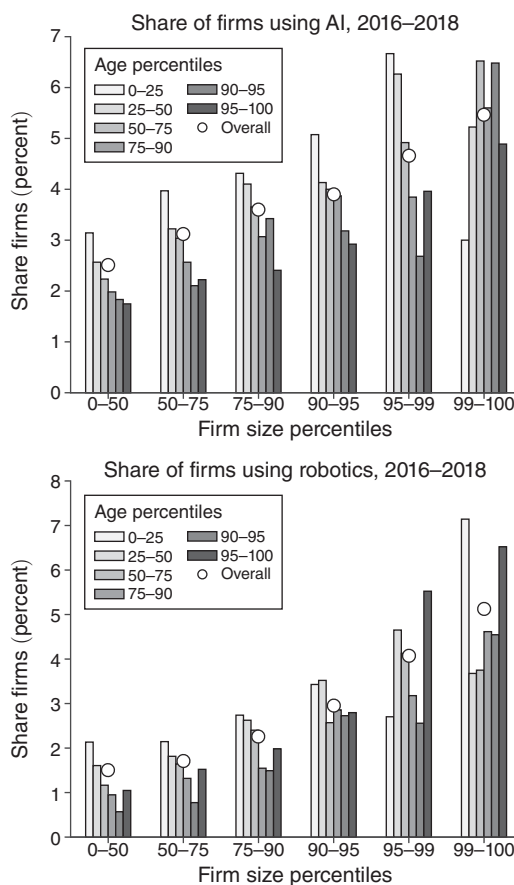 Share of firms using AI, 2016–2018
7
6
5
4
3
2
1
0
Share firms (percent)
Age percentiles
0–25
25–50
50–75
75–90
90–95
95–100
Overall
0–50 50–75 75–90 90–95 95–99 99–100
Firm size percentiles
Share of firms using robotics, 2016–2018
8
7
6
5
4
3
2
1
0
Share firms (percent)
Age percentiles
0–25
25–50
50–75
75–90
90–95
95–100
Overall
0–50 50–75 75–90 90–95 95–99 99–100
Firm size percentiles